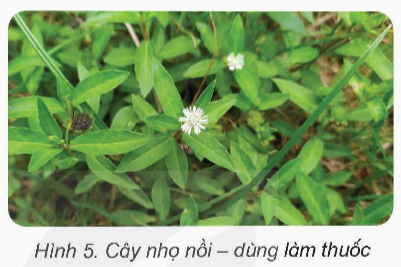 Hình 5. Cây nhọ nồi – dùng làm thuốc